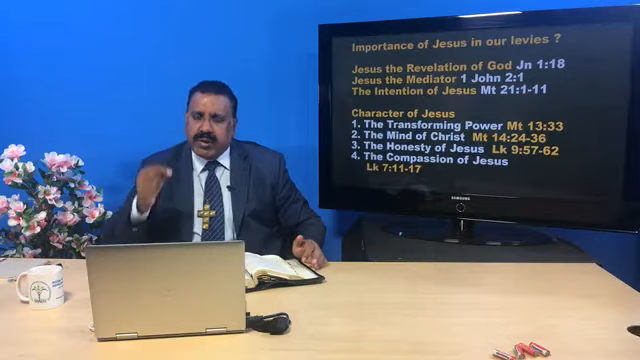 Importance of Jesus in our levies ?
Jesus the Revelation of God Jn 1:18
Jesus the Mediator 1 John 2:1
The Intention of Jesus Mt 21:1-11
Character of Jesus
1. The Transforming Power Mt 13:33
2. The Mind of Christ Mt 14:24-36
3. The Honesty of Jesus Lk 9:57-62
4. The Compassion of Jesus
Lk 7:11-17
SAMSUNG